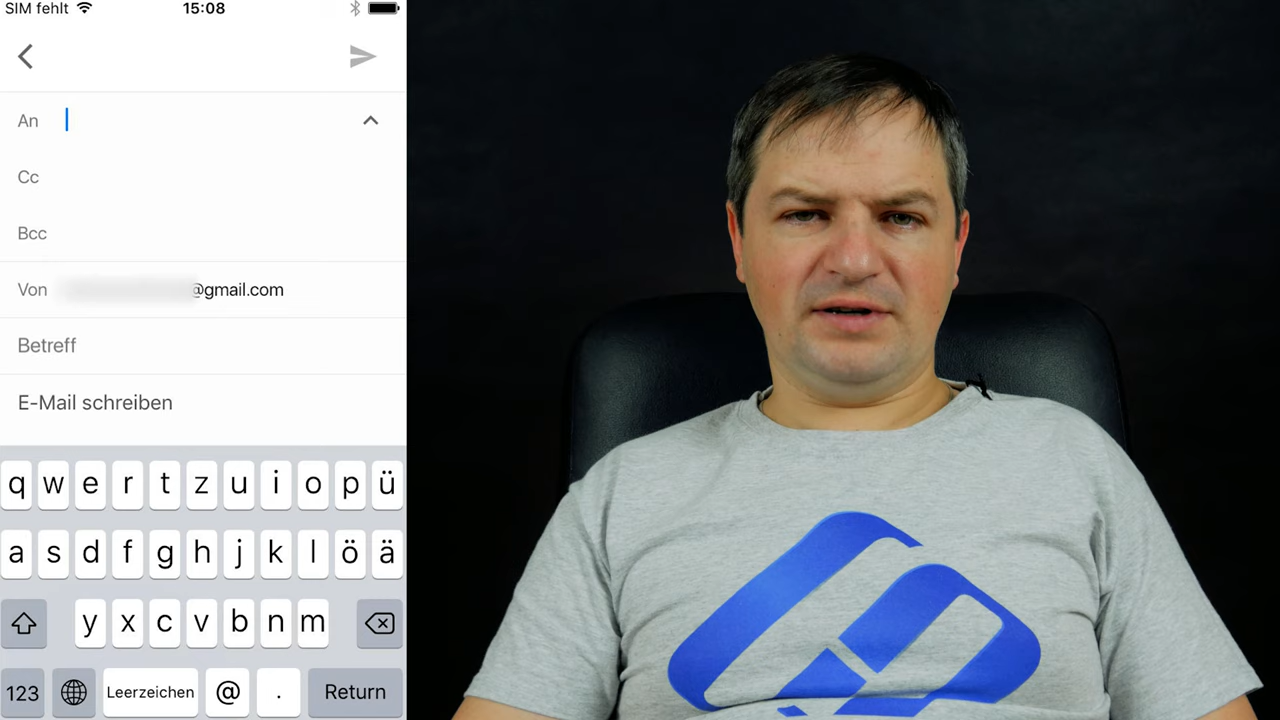 SIM fehlt 15:08
An
Cc
Bcc
Von @gmail.com
Betreff
E-Mail schreiben
q w e r t z u i o p ü
a s d f g h j k l ö ä
y x c v b n m
123 Leerzeichen @ . Return